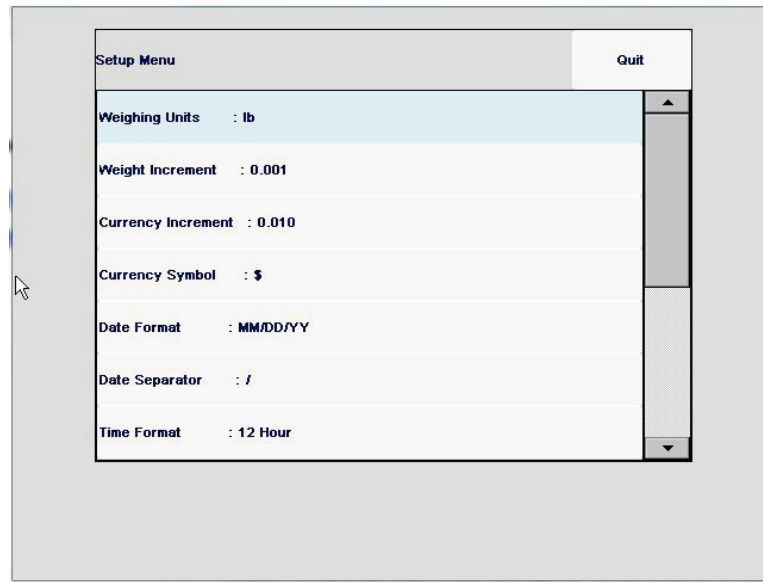 Setup Menu
Quit
Weighing Units : lb
Weight Increment : 0.001
Currency Increment : 0.010
Currency Symbol : $
Date Format : MM/DD/YY
Date Separator : /
Time Format : 12 Hour